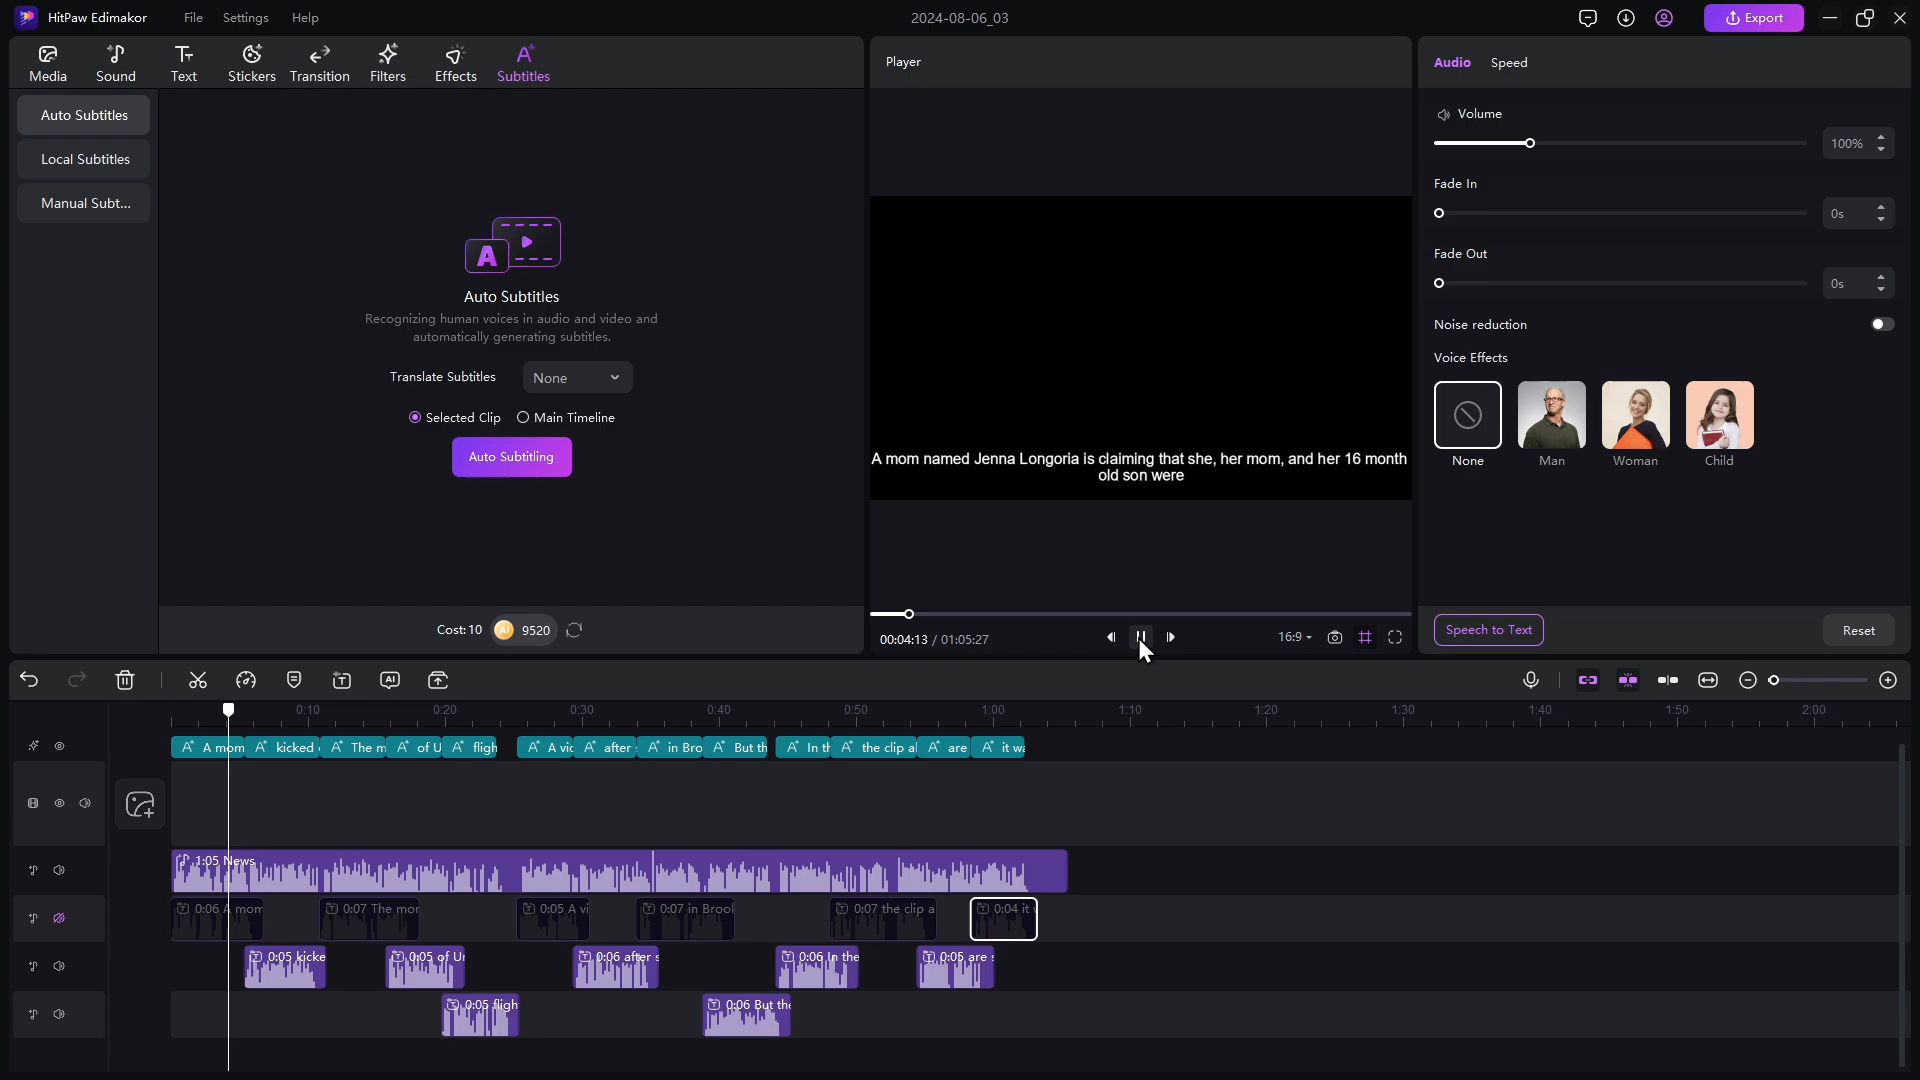 HitPaw Edimakor
File
Settings
Help
2024-08-06_03
Export
Media
Sound
Text
Stickers
Transition
Filters
Effects
Subtitles
Player
Audio
Speed
Auto Subtitles
Local Subtitles
Manual Subt...
Auto Subtitles
Recognizing human voices in audio and video and
automatically generating subtitles.
Translate Subtitles
None
Selected Clip
Main Timeline
Auto Subtitling
Cost: 10
9520
A mom named Jenna Longoria is claiming that she, her mom, and her 16 month
old son were
00:04:13 / 01:05:27
16:9
Volume
100%
Fade In
0s
Fade Out
0s
Noise reduction
Voice Effects
None
Man
Woman
Child
Speech to Text
Reset
0:10
0:20
0:30
0:40
0:50
1:00
1:10
1:20
1:30
1:40
1:50
2:00
A mom
kicked
The m
of U
fligh
A vic
after
in Bro
But th
In th
the clip a
are
it wa
1:05 News
0:06 A mom
0:07 The mor
0:05 A vi
0:07 in Brool
0:07 the clip a
0:04 it
0:05 kicke
0:05 of Un
0:06 after s
0:06 In the
0:05 are s
0:05 fligh
0:06 But the